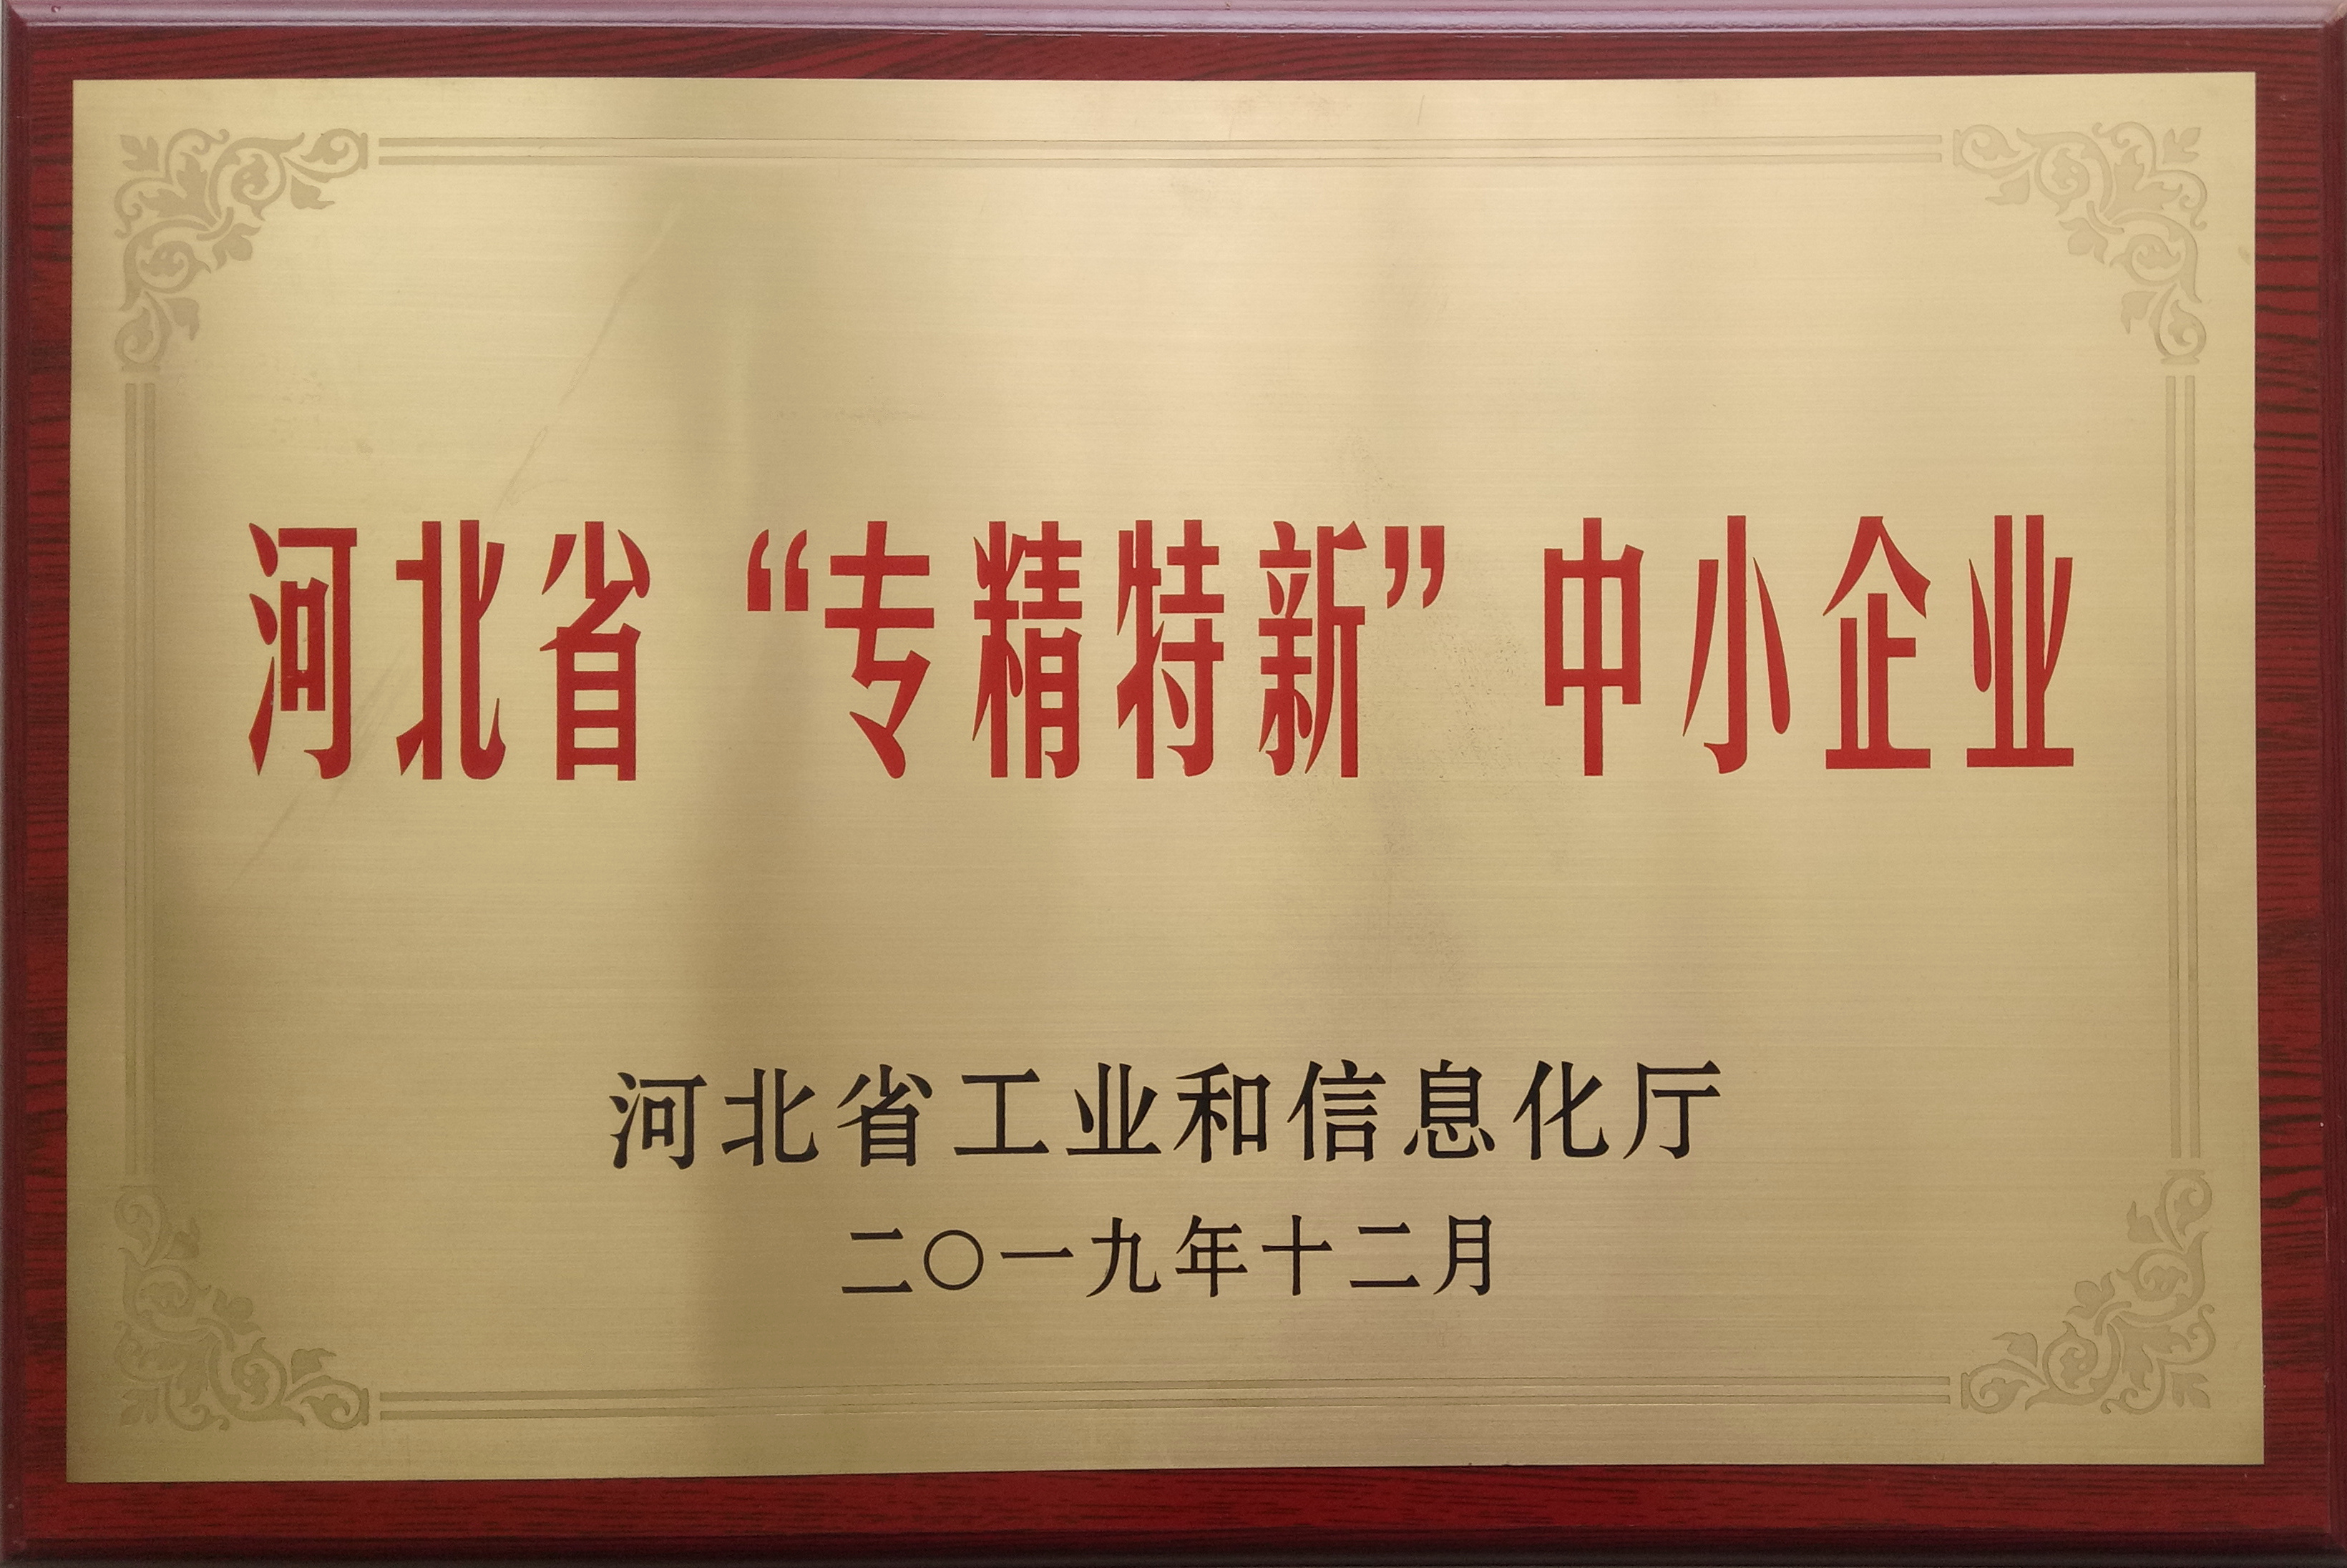 河北省“专精特新”中小企业
河北省工业和信息化厅
二〇一九年十二月